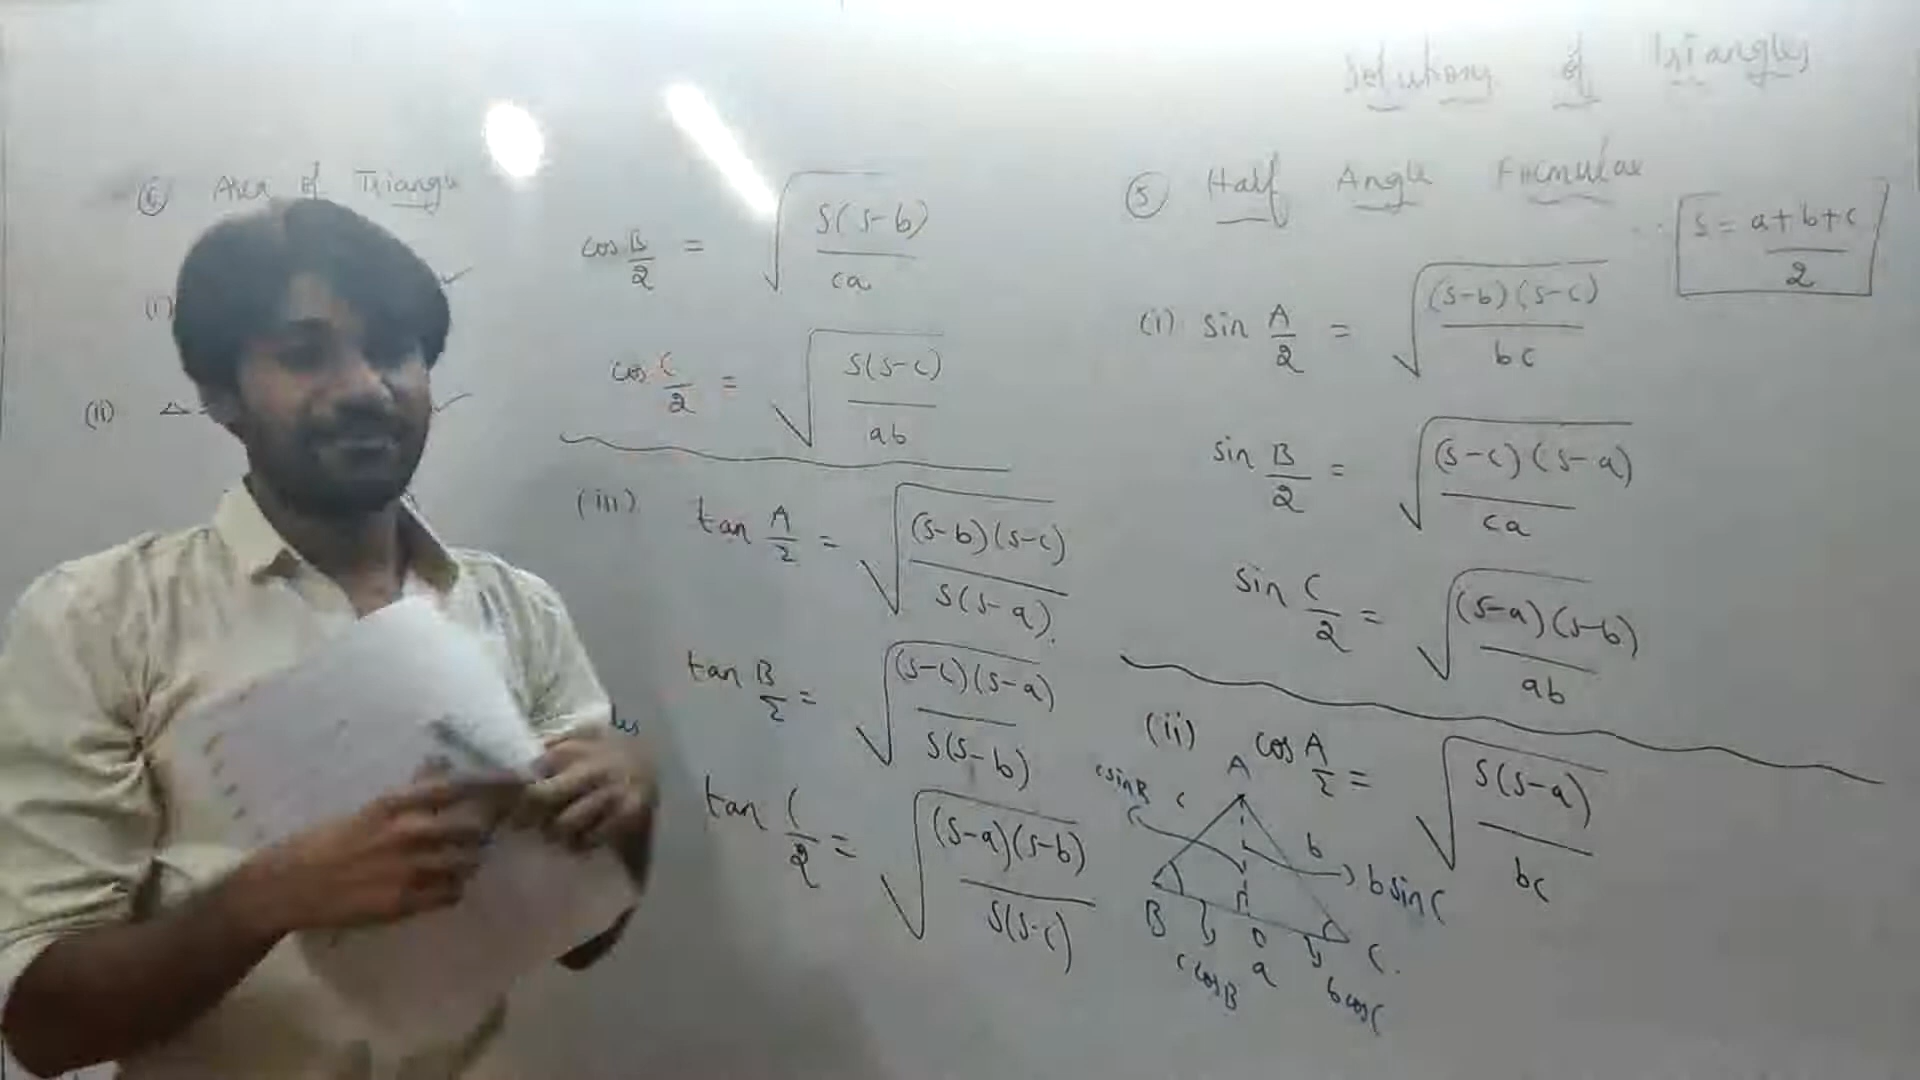 Solutions of Triangles
⑤ Half Angle Formulae
s = a+b+c / 2
(i) sin A/2 = √((s-b)(s-c) / bc)
sin B/2 = √((s-c)(s-a) / ca)
sin C/2 = √((s-a)(s-b) / ab)
(ii) cos A/2 = √(s(s-a) / bc)
A
c sin B
c
b
b sin C
B
D
C
c cos B
a
b cos C
cos B/2 = √(s(s-b) / ca)
cos C/2 = √(s(s-c) / ab)
(iii) tan A/2 = √((s-b)(s-c) / s(s-a))
tan B/2 = √((s-c)(s-a) / s(s-b))
tan C/2 = √((s-a)(s-b) / s(s-c))
⑥ Area of Triangle
(i)
(ii) Δ